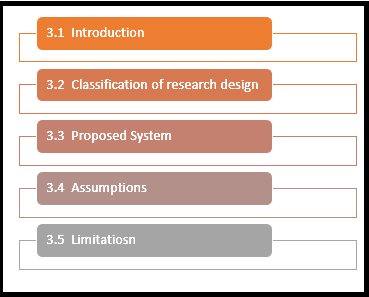 3.1 Introduction
3.2 Classification of research design
3.3 Proposed System
3.4 Assumptions
3.5 Limitatiosn